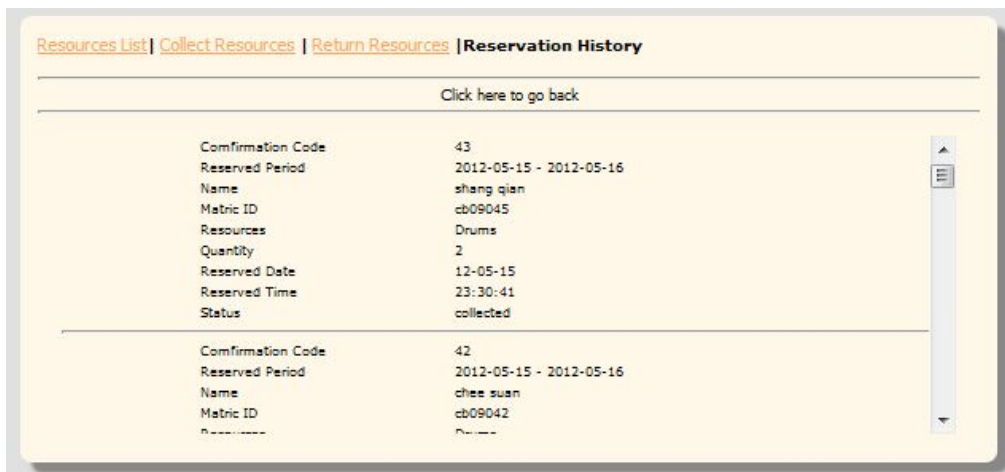 Resources List| Collect Resources | Return Resources |Reservation History
Click here to go back
Comfirmation Code 43
Reserved Period 2012-05-15 - 2012-05-16
Name shang qian
Matric ID cb09045
Resources Drums
Quantity 2
Reserved Date 12-05-15
Reserved Time 23:30:41
Status collected
Comfirmation Code 42
Reserved Period 2012-05-15 - 2012-05-16
Name chee suan
Matric ID cb09042
Resources Drums